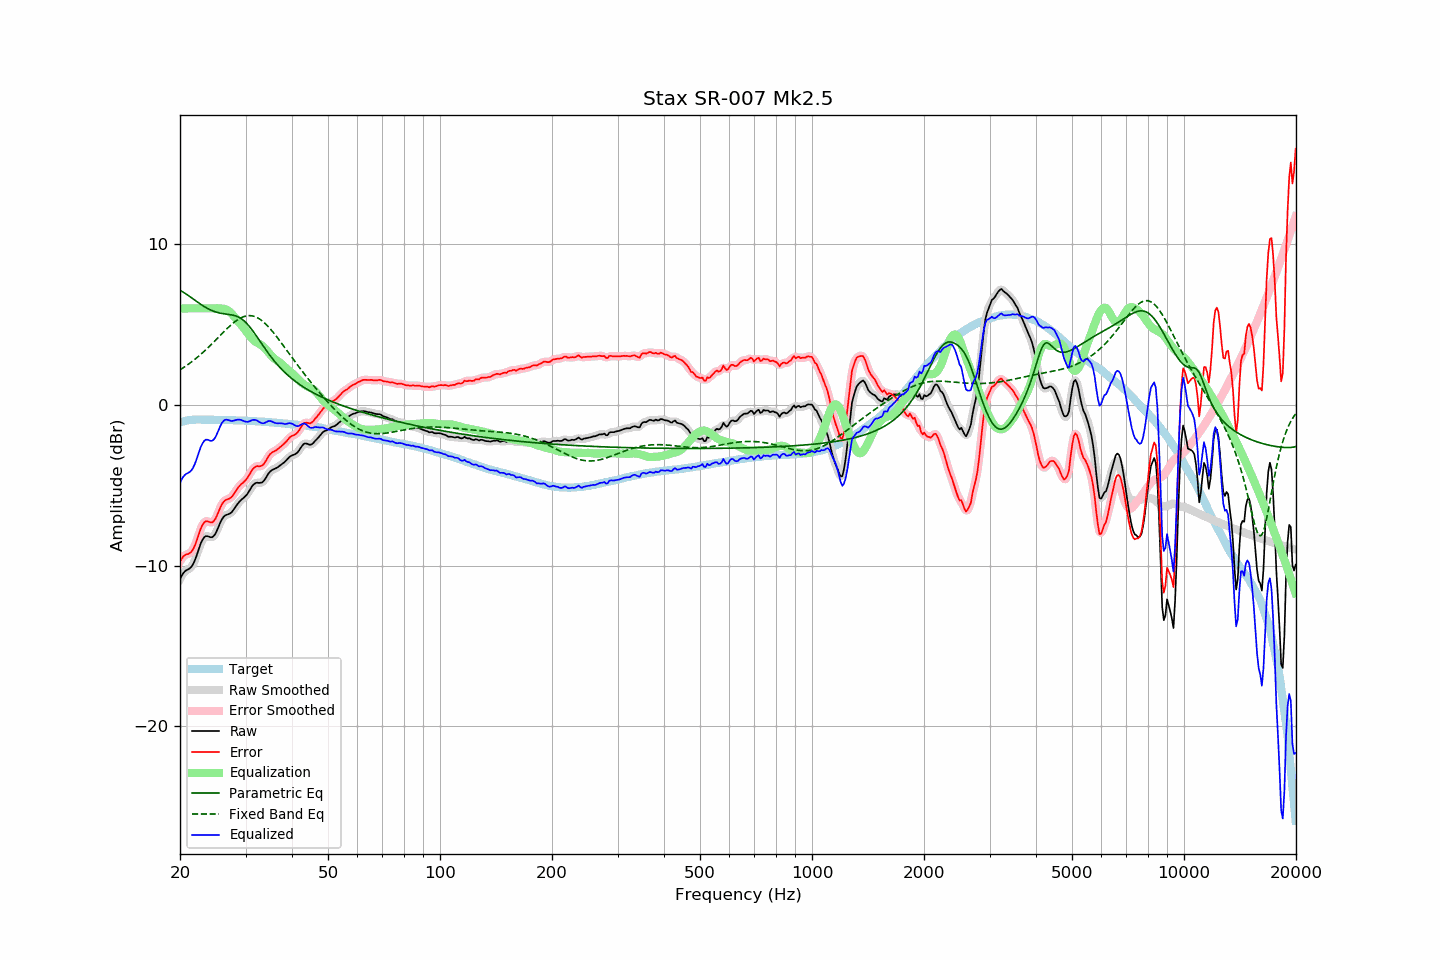 Stax SR-007 Mk2.5
Amplitude (dBr)
10
0
−10
−20
Target
Raw Smoothed
Error Smoothed
Raw
Error
Equalization
Parametric Eq
Fixed Band Eq
Equalized
20 50 100 200 500 1000 2000 5000 10000 20000
Frequency (Hz)